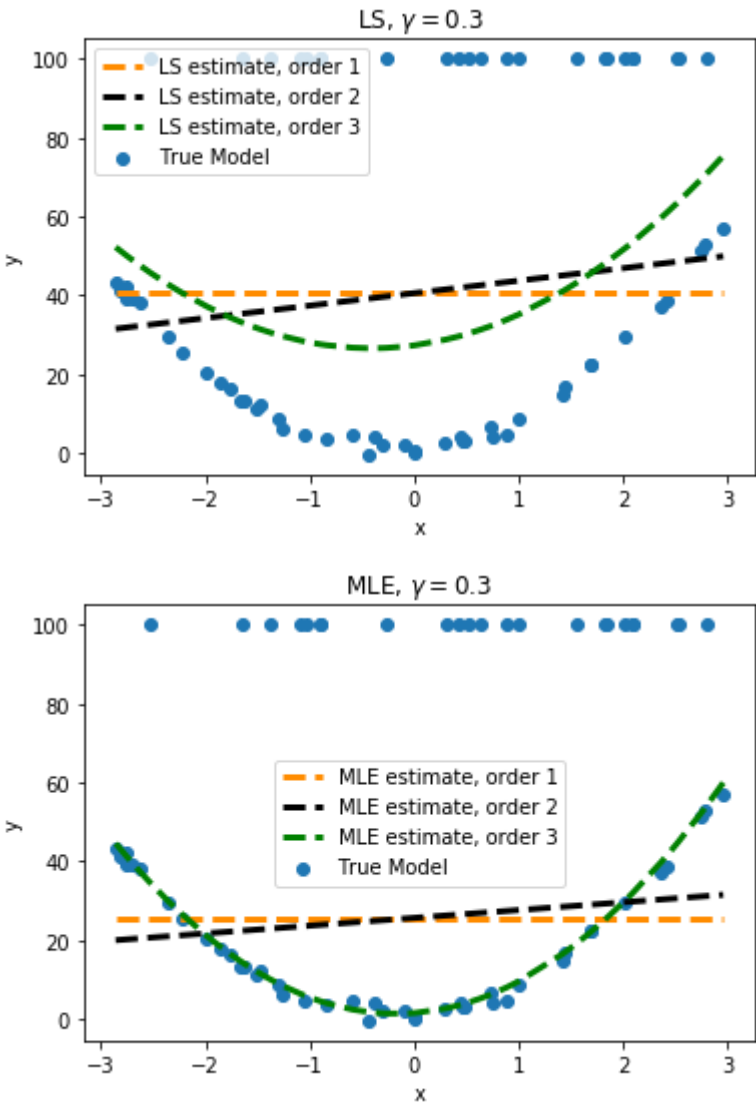 LS, γ = 0.3
100
80
60
40
20
0
y
LS estimate, order 1
LS estimate, order 2
LS estimate, order 3
True Model
−3 −2 −1 0 1 2 3
x
MLE, γ = 0.3
100
80
60
40
20
0
y
MLE estimate, order 1
MLE estimate, order 2
MLE estimate, order 3
True Model
−3 −2 −1 0 1 2 3
x